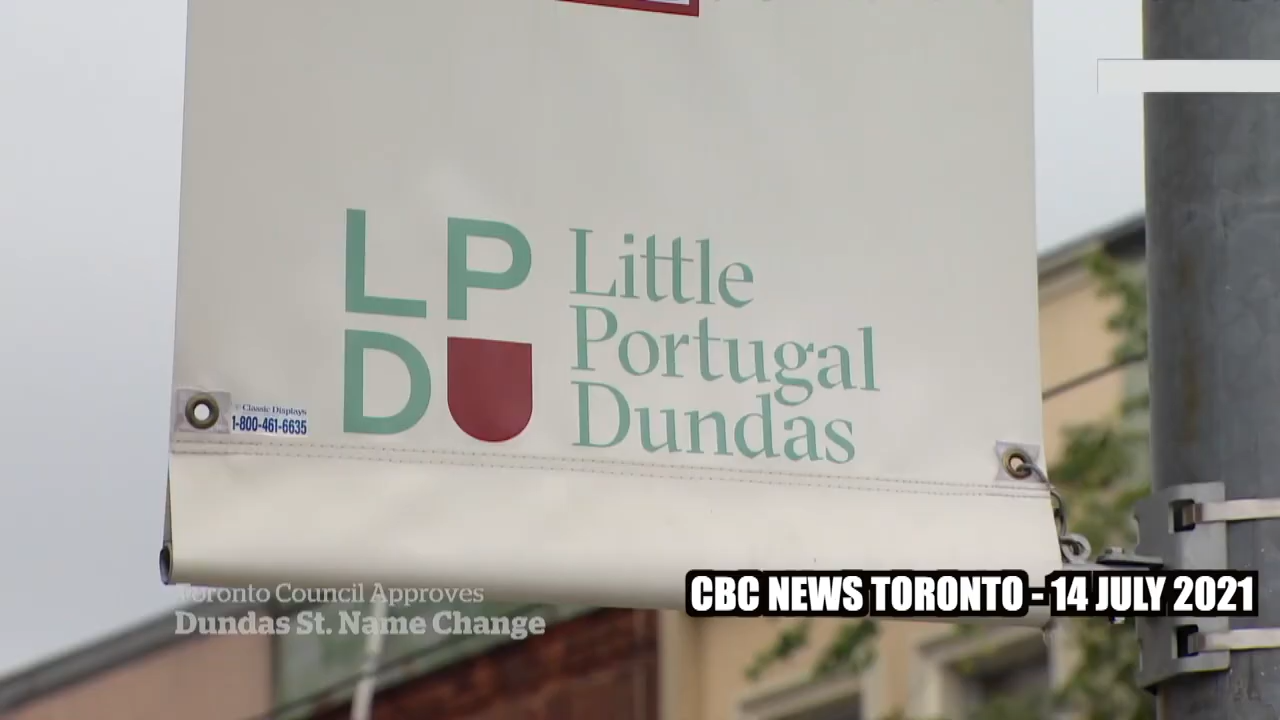 LP
DU
Little
Portugal
Dundas
Classic Displays
1-800-461-6635
Toronto Council Approves
Dundas St. Name Change
CBC NEWS TORONTO - 14 JULY 2021